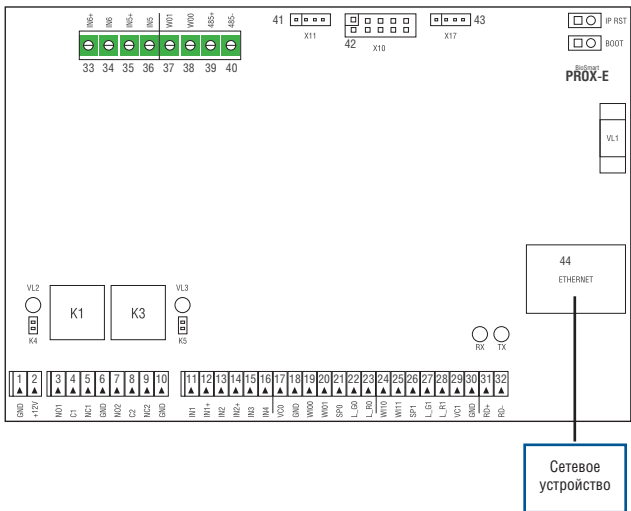 IN6+ IN6 IN5+ IN5 W01 W00 485+ 485-
33 34 35 36 37 38 39 40
41 X11
42 X10
X17 43
IP RST
BOOT
BioSmart
PROX-E
VL1
44
ETHERNET
VL2
K4
K1
K3
VL3
K5
RX TX
1 2 3 4 5 6 7 8 9 10 11 12 13 14 15 16 17 18 19 20 21 22 23 24 25 26 27 28 29 30 31 32
GND +12V NO1 C1 NC1 GND NO2 C2 NC2 GND IN1 IN1+ IN2 IN2+ IN3 IN4 VC0 GND WI00 WI01 SP0 L_G0 L_R0 WI10 WI11 SP1 L_G1 L_R1 VC1 GND RD+ RD-
Сетевое
устройство